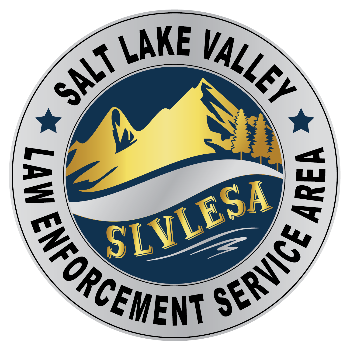 SALT LAKE VALLEY
SLVLESA
LAW ENFORCEMENT SERVICE AREA